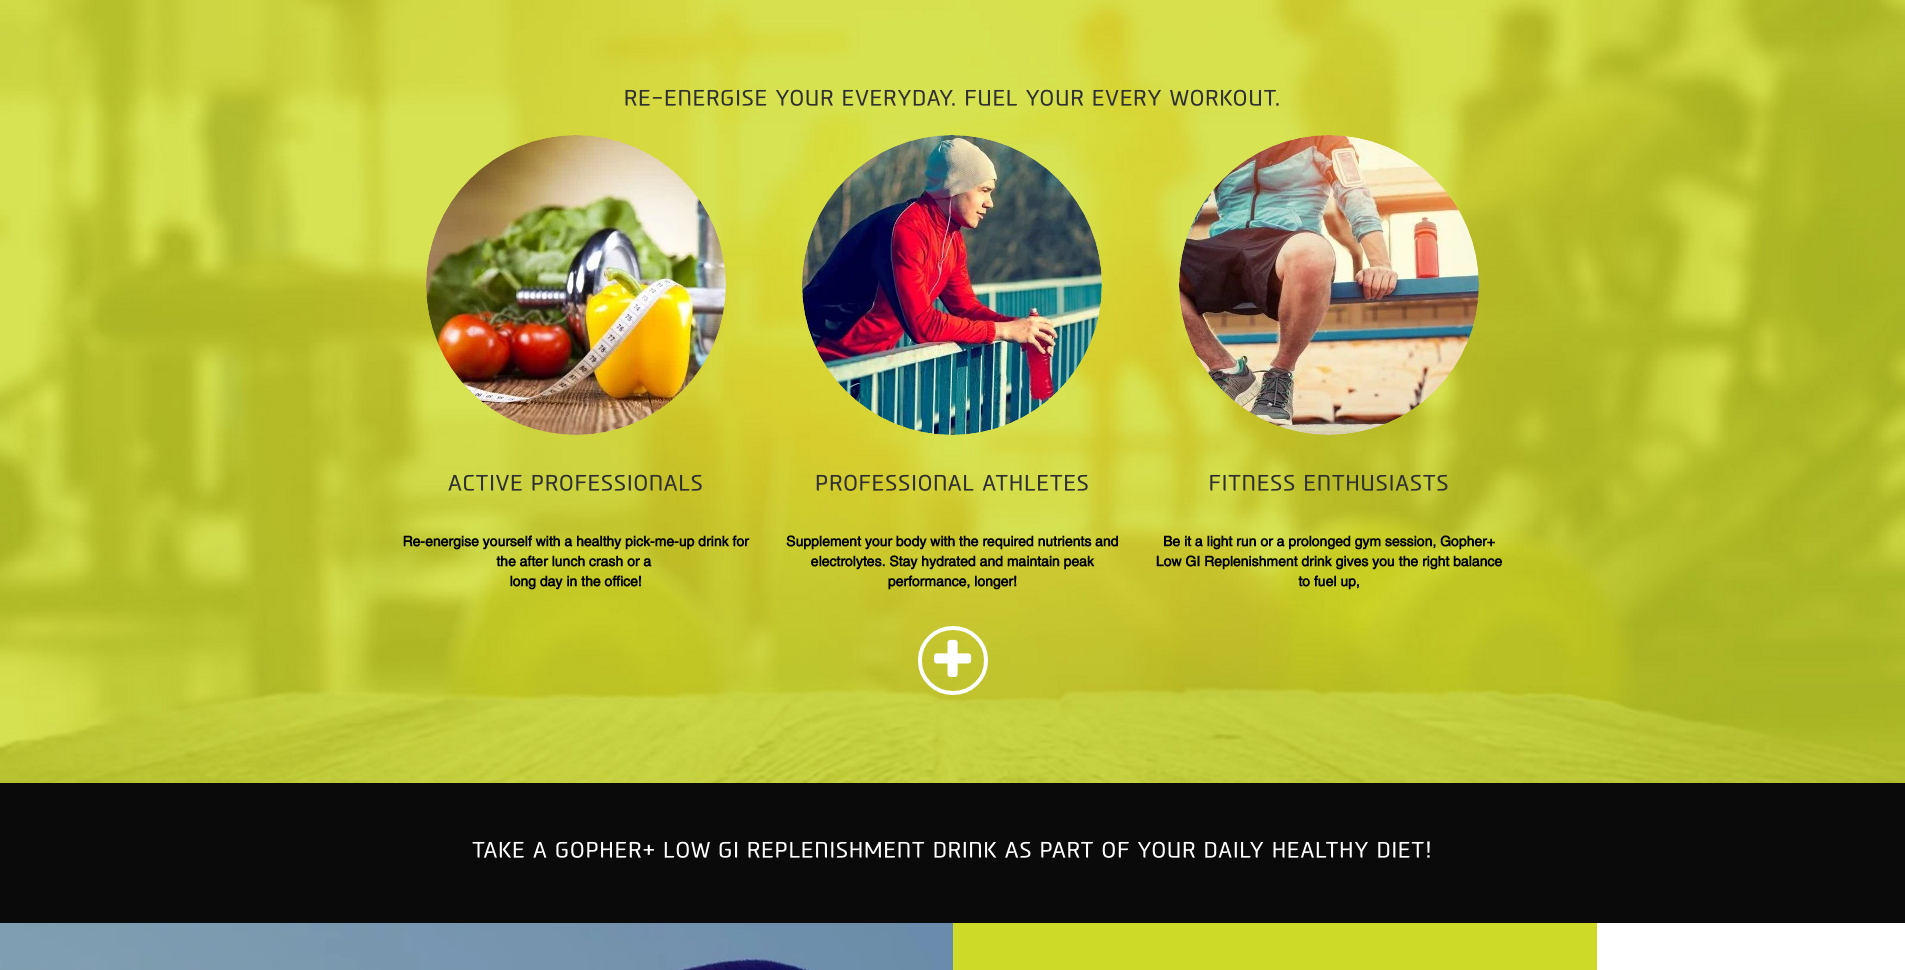 RE-ENERGISE YOUR EVERYDAY. FUEL YOUR EVERY WORKOUT.
ACTIVE PROFESSIONALS
Re-energise yourself with a healthy pick-me-up drink for
the after lunch crash or a
long day in the office!
PROFESSIONAL ATHLETES
Supplement your body with the required nutrients and
electrolytes. Stay hydrated and maintain peak
performance, longer!
FITNESS ENTHUSIASTS
Be it a light run or a prolonged gym session, Gopher+
Low GI Replenishment drink gives you the right balance
to fuel up,
TAKE A GOPHER+ LOW GI REPLENISHMENT DRINK AS PART OF YOUR DAILY HEALTHY DIET!